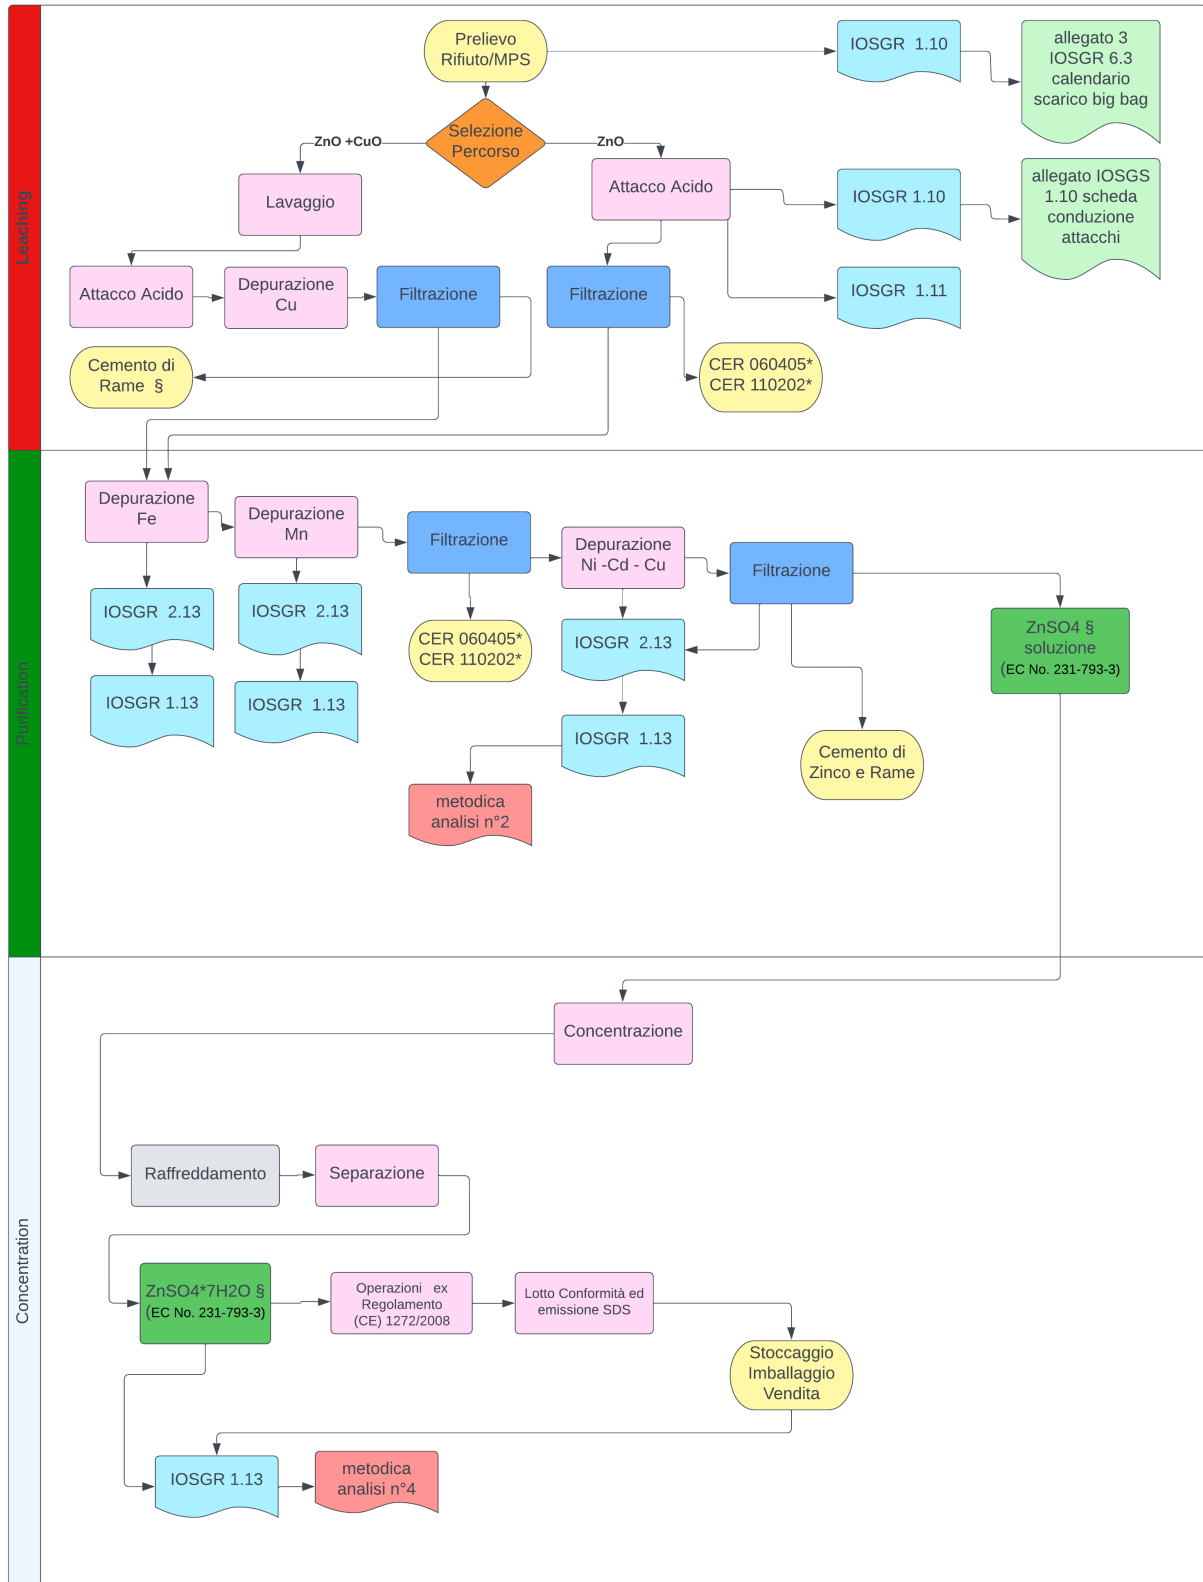 Leaching
Prelievo
Rifiuto/MPS
IOSGR  1.10
allegato 3
IOSGR 6.3
calendario
scarico big bag
Selezione
Percorso
ZnO +CuO
ZnO
Lavaggio
Attacco Acido
IOSGR 1.10
allegato IOSGS
1.10 scheda
conduzione
attacchi
Attacco Acido
Depurazione
Cu
Filtrazione
Filtrazione
IOSGR  1.11
Cemento di
Rame  §
CER 060405*
CER 110202*
Purification
Depurazione
Fe
Depurazione
Mn
Filtrazione
Depurazione
Ni -Cd - Cu
Filtrazione
IOSGR  2.13
IOSGR  2.13
CER 060405*
CER 110202*
IOSGR  2.13
ZnSO4 §
soluzione
(EC No. 231-793-3)
IOSGR 1.13
IOSGR  1.13
IOSGR  1.13
Cemento di
Zinco e Rame
metodica
analisi n°2
Concentration
Concentrazione
Raffreddamento
Separazione
ZnSO4*7H2O §
(EC No. 231-793-3)
Operazioni   ex
Regolamento
(CE) 1272/2008
Lotto Conformità ed
emissione SDS
Stoccaggio
Imballaggio
Vendita
IOSGR 1.13
metodica
analisi n°4